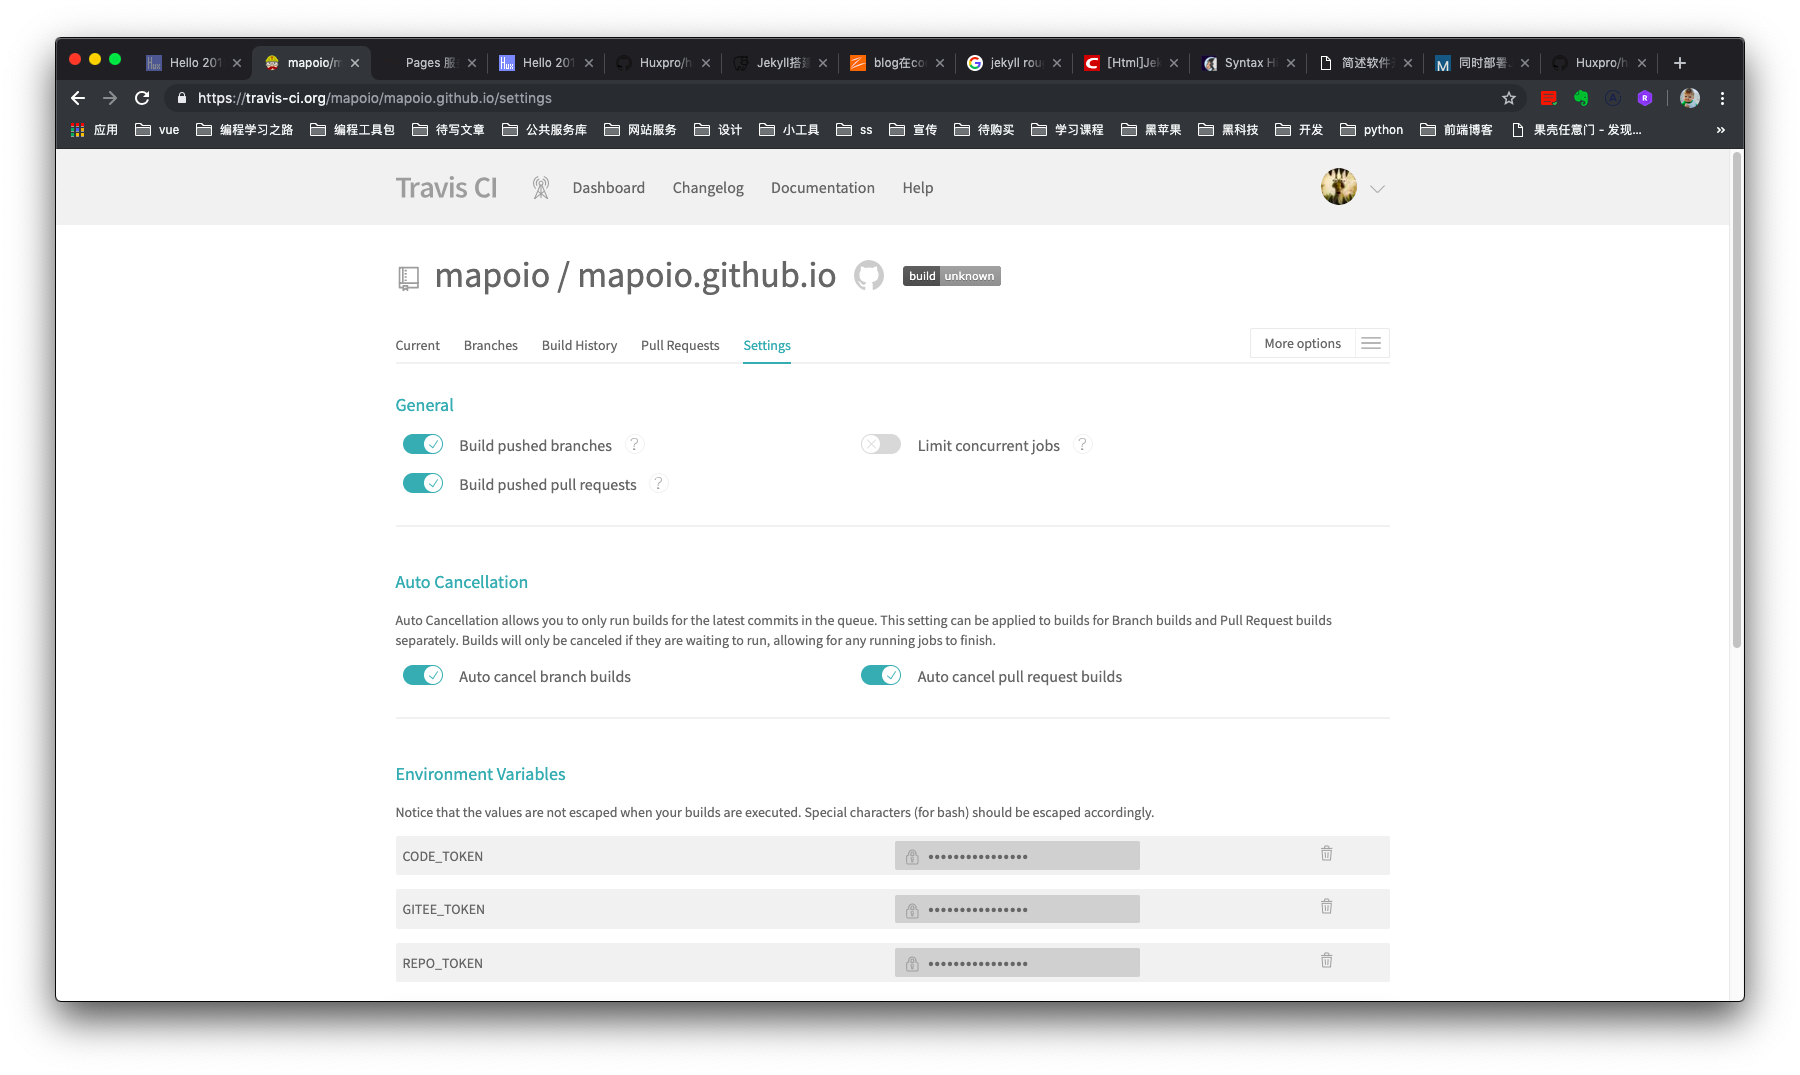 Hello 201
mapoio/m
Pages 服
Hello 201
Huxpro/h
Jekyll搭建
blog在co
jekyll rou
[Html]Jek
Syntax Hi
简述软件
同时部署
Huxpro/h
https://travis-ci.org/mapoio/mapoio.github.io/settings
应用 vue 编程学习之路 编程工具包 待写文章 公共服务库 网站服务 设计 小工具 ss 宣传 待购买 学习课程 黑苹果 黑科技 开发 python 前端博客 果壳任意门 - 发现... »
Travis CI Dashboard Changelog Documentation Help
mapoio / mapoio.github.io build unknown
Current Branches Build History Pull Requests Settings More options
General
Build pushed branches ? Limit concurrent jobs ?
Build pushed pull requests ?
Auto Cancellation
Auto Cancellation allows you to only run builds for the latest commits in the queue. This setting can be applied to builds for Branch builds and Pull Request builds
separately. Builds will only be canceled if they are waiting to run, allowing for any running jobs to finish.
Auto cancel branch builds Auto cancel pull request builds
Environment Variables
Notice that the values are not escaped when your builds are executed. Special characters (for bash) should be escaped accordingly.
CODE_TOKEN ••••••••••••••••
GITEE_TOKEN ••••••••••••••••
REPO_TOKEN ••••••••••••••••